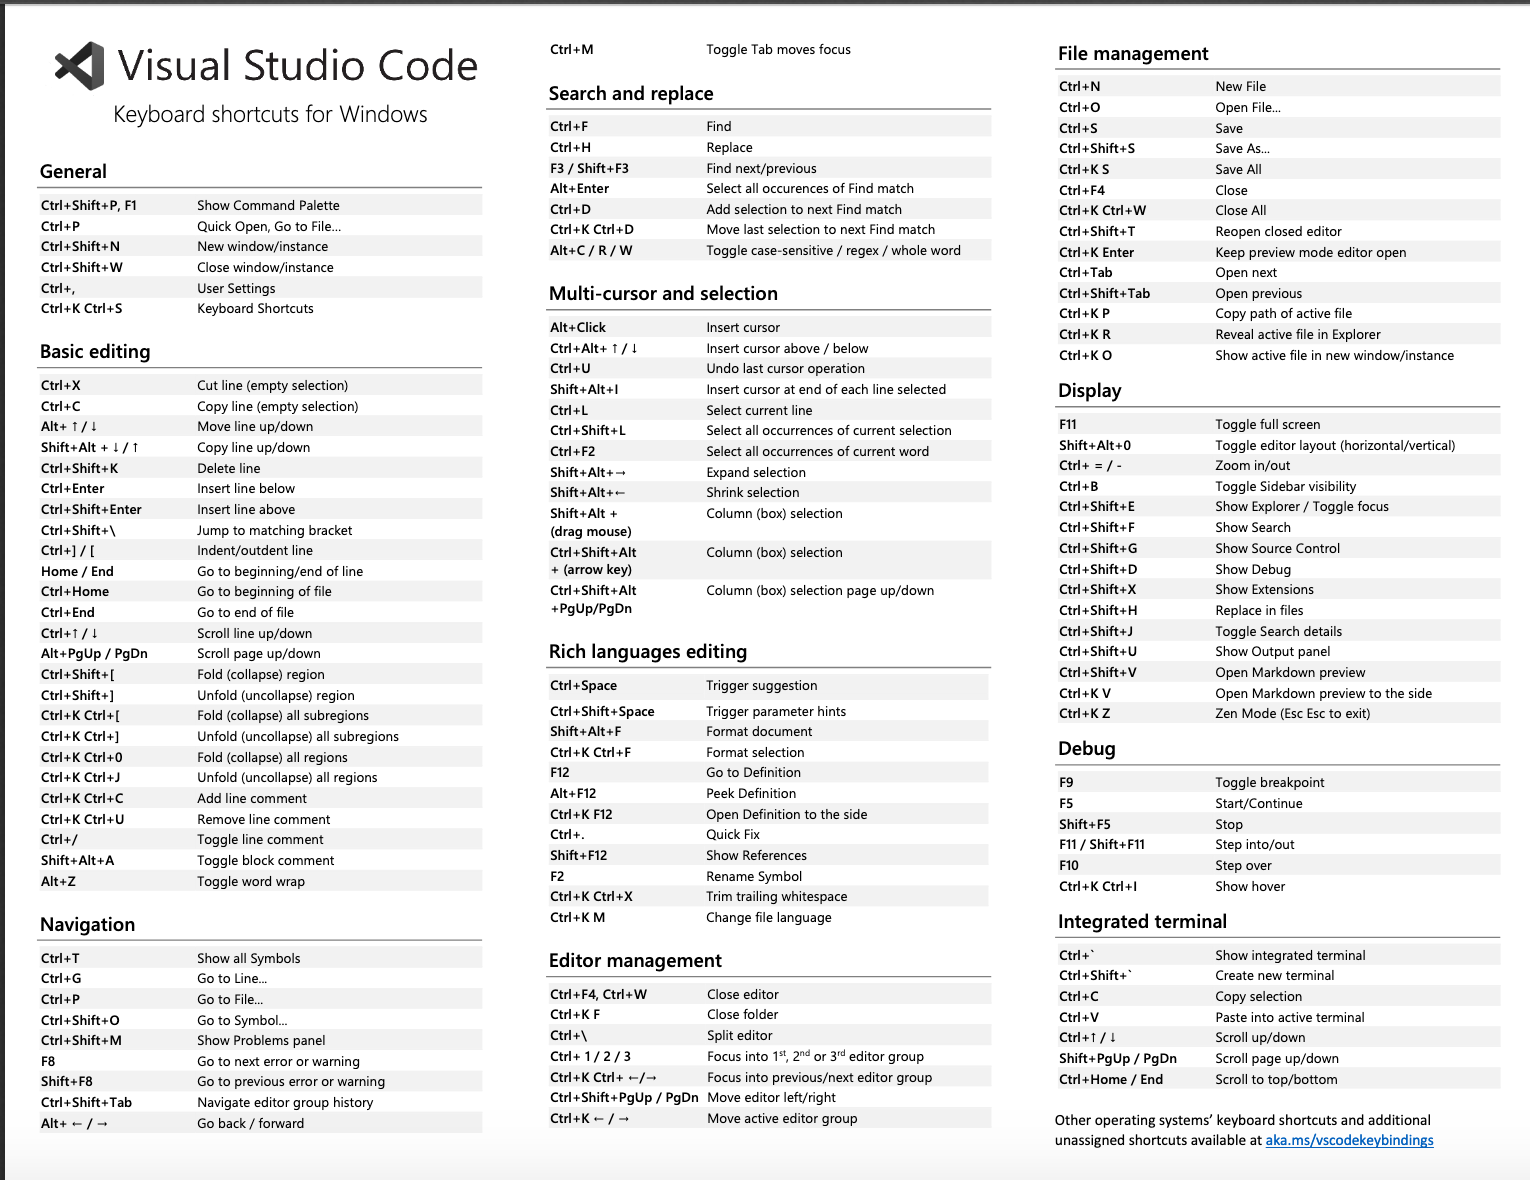 Visual Studio Code
Keyboard shortcuts for Windows
General
Ctrl+Shift+P, F1 Show Command Palette
Ctrl+P Quick Open, Go to File...
Ctrl+Shift+N New window/instance
Ctrl+Shift+W Close window/instance
Ctrl+, User Settings
Ctrl+K Ctrl+S Keyboard Shortcuts
Basic editing
Ctrl+X Cut line (empty selection)
Ctrl+C Copy line (empty selection)
Alt+ ↑ / ↓ Move line up/down
Shift+Alt + ↓ / ↑ Copy line up/down
Ctrl+Shift+K Delete line
Ctrl+Enter Insert line below
Ctrl+Shift+Enter Insert line above
Ctrl+Shift+\ Jump to matching bracket
Ctrl+] / [ Indent/outdent line
Home / End Go to beginning/end of line
Ctrl+Home Go to beginning of file
Ctrl+End Go to end of file
Ctrl+↑ / ↓ Scroll line up/down
Alt+PgUp / PgDn Scroll page up/down
Ctrl+Shift+[ Fold (collapse) region
Ctrl+Shift+] Unfold (uncollapse) region
Ctrl+K Ctrl+[ Fold (collapse) all subregions
Ctrl+K Ctrl+] Unfold (uncollapse) all subregions
Ctrl+K Ctrl+0 Fold (collapse) all regions
Ctrl+K Ctrl+J Unfold (uncollapse) all regions
Ctrl+K Ctrl+C Add line comment
Ctrl+K Ctrl+U Remove line comment
Ctrl+/ Toggle line comment
Shift+Alt+A Toggle block comment
Alt+Z Toggle word wrap
Navigation
Ctrl+T Show all Symbols
Ctrl+G Go to Line...
Ctrl+P Go to File...
Ctrl+Shift+O Go to Symbol...
Ctrl+Shift+M Show Problems panel
F8 Go to next error or warning
Shift+F8 Go to previous error or warning
Ctrl+Shift+Tab Navigate editor group history
Alt+ ← / → Go back / forward
Ctrl+M Toggle Tab moves focus
Search and replace
Ctrl+F Find
Ctrl+H Replace
F3 / Shift+F3 Find next/previous
Alt+Enter Select all occurences of Find match
Ctrl+D Add selection to next Find match
Ctrl+K Ctrl+D Move last selection to next Find match
Alt+C / R / W Toggle case-sensitive / regex / whole word
Multi-cursor and selection
Alt+Click Insert cursor
Ctrl+Alt+ ↑ / ↓ Insert cursor above / below
Ctrl+U Undo last cursor operation
Shift+Alt+I Insert cursor at end of each line selected
Ctrl+L Select current line
Ctrl+Shift+L Select all occurrences of current selection
Ctrl+F2 Select all occurrences of current word
Shift+Alt+→ Expand selection
Shift+Alt+← Shrink selection
Shift+Alt + Column (box) selection
(drag mouse)
Ctrl+Shift+Alt Column (box) selection
+ (arrow key)
Ctrl+Shift+Alt Column (box) selection page up/down
+PgUp/PgDn
Rich languages editing
Ctrl+Space Trigger suggestion
Ctrl+Shift+Space Trigger parameter hints
Shift+Alt+F Format document
Ctrl+K Ctrl+F Format selection
F12 Go to Definition
Alt+F12 Peek Definition
Ctrl+K F12 Open Definition to the side
Ctrl+. Quick Fix
Shift+F12 Show References
F2 Rename Symbol
Ctrl+K Ctrl+X Trim trailing whitespace
Ctrl+K M Change file language
Editor management
Ctrl+F4, Ctrl+W Close editor
Ctrl+K F Close folder
Ctrl+\ Split editor
Ctrl+ 1 / 2 / 3 Focus into 1st, 2nd or 3rd editor group
Ctrl+K Ctrl+ ←/→ Focus into previous/next editor group
Ctrl+Shift+PgUp / PgDn Move editor left/right
Ctrl+K ← / → Move active editor group
File management
Ctrl+N New File
Ctrl+O Open File...
Ctrl+S Save
Ctrl+Shift+S Save As...
Ctrl+K S Save All
Ctrl+F4 Close
Ctrl+K Ctrl+W Close All
Ctrl+Shift+T Reopen closed editor
Ctrl+K Enter Keep preview mode editor open
Ctrl+Tab Open next
Ctrl+Shift+Tab Open previous
Ctrl+K P Copy path of active file
Ctrl+K R Reveal active file in Explorer
Ctrl+K O Show active file in new window/instance
Display
F11 Toggle full screen
Shift+Alt+0 Toggle editor layout (horizontal/vertical)
Ctrl+ = / - Zoom in/out
Ctrl+B Toggle Sidebar visibility
Ctrl+Shift+E Show Explorer / Toggle focus
Ctrl+Shift+F Show Search
Ctrl+Shift+G Show Source Control
Ctrl+Shift+D Show Debug
Ctrl+Shift+X Show Extensions
Ctrl+Shift+H Replace in files
Ctrl+Shift+J Toggle Search details
Ctrl+Shift+U Show Output panel
Ctrl+Shift+V Open Markdown preview
Ctrl+K V Open Markdown preview to the side
Ctrl+K Z Zen Mode (Esc Esc to exit)
Debug
F9 Toggle breakpoint
F5 Start/Continue
Shift+F5 Stop
F11 / Shift+F11 Step into/out
F10 Step over
Ctrl+K Ctrl+I Show hover
Integrated terminal
Ctrl+` Show integrated terminal
Ctrl+Shift+` Create new terminal
Ctrl+C Copy selection
Ctrl+V Paste into active terminal
Ctrl+↑ / ↓ Scroll up/down
Shift+PgUp / PgDn Scroll page up/down
Ctrl+Home / End Scroll to top/bottom
Other operating systems’ keyboard shortcuts and additional
unassigned shortcuts available at aka.ms/vscodekeybindings